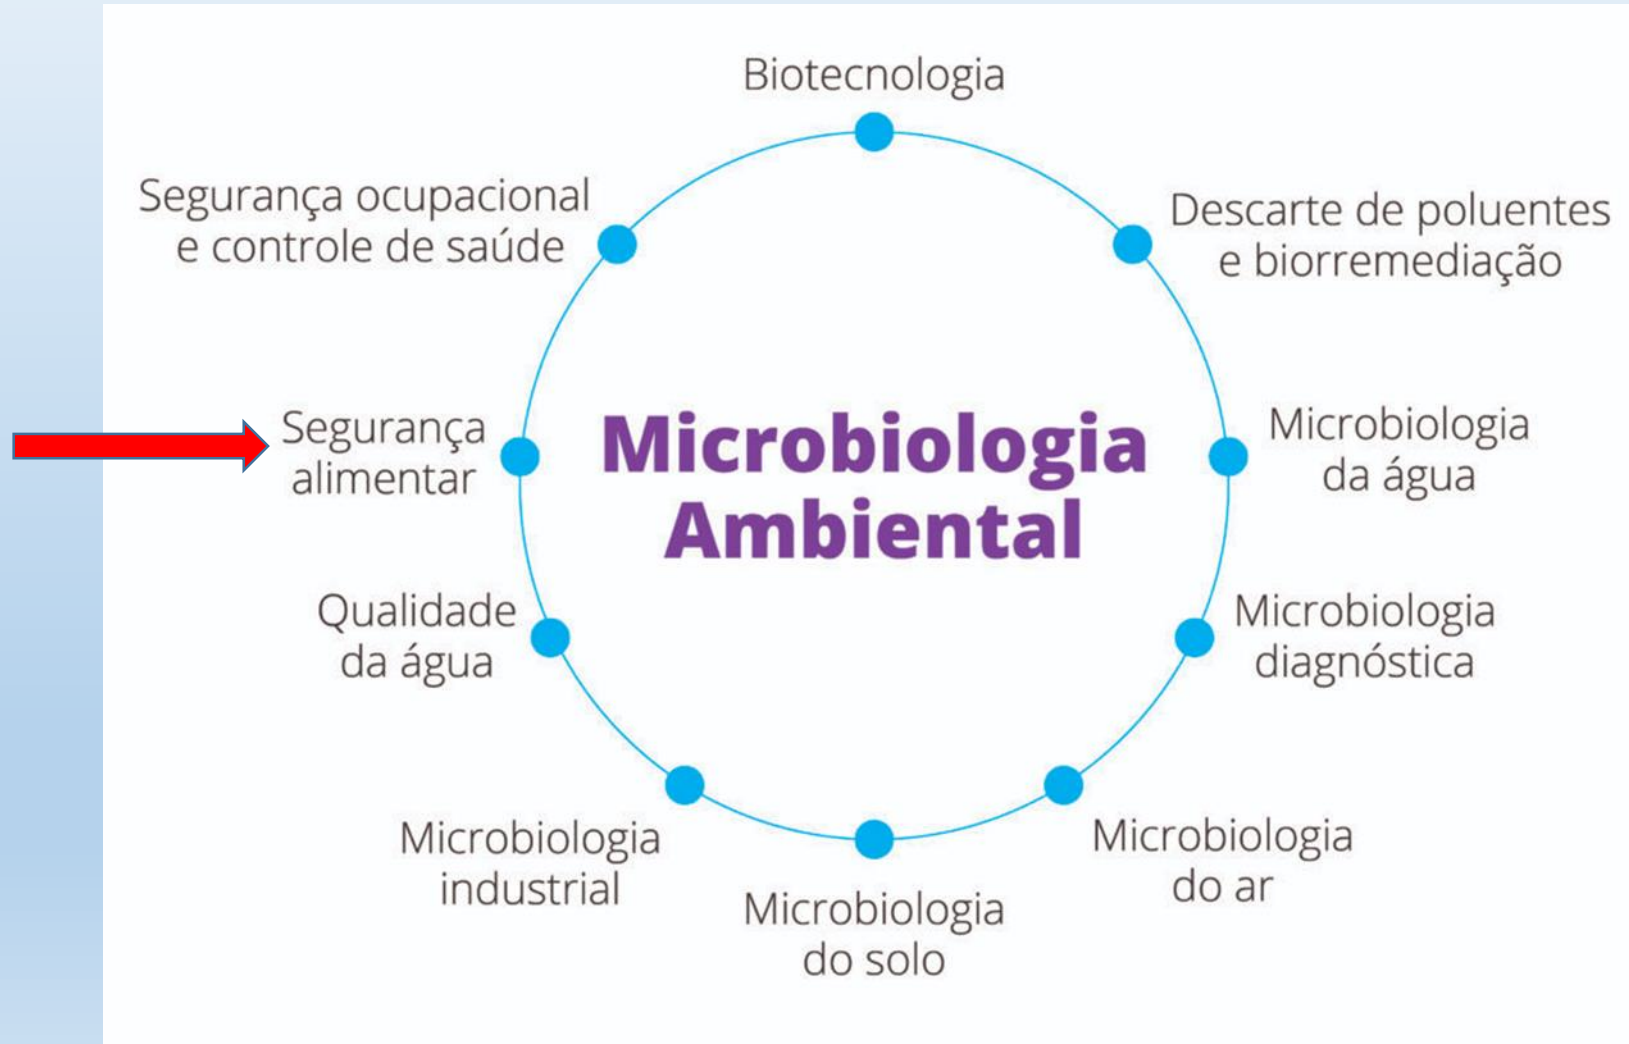 Biotecnologia
Segurança ocupacional
e controle de saúde
Descarte de poluentes
e biorremediação
Segurança
alimentar
Microbiologia
Ambiental
Microbiologia
da água
Qualidade
da água
Microbiologia
diagnóstica
Microbiologia
industrial
Microbiologia
do solo
Microbiologia
do ar